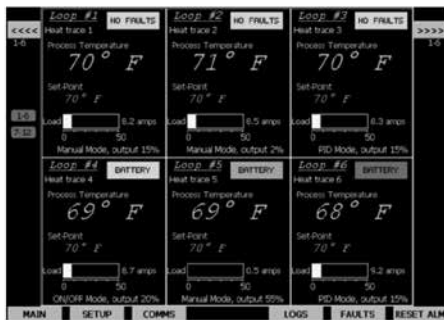 Loop #1 NO FAULTS
Loop #2 NO FAULTS
Loop #3 NO FAULTS
<<<<
>>>>
1-6
Heat trace 1
Heat trace 2
Heat trace 3
1-6
Process Temperature
Process Temperature
Process Temperature
70° F
71° F
70° F
Set-Point
Set-Point
Set-Point
70° F
70° F
70° F
1-6
7-12
Load 8.2 amps
Load 8.5 amps
Load 8.3 amps
0 50
0 50
0 50
Manual Mode, output 15%
Manual Mode, output 2%
PID Mode, output 15%
Loop #4 BATTERY
Loop #5 BATTERY
Loop #6 BATTERY
Heat trace 4
Heat trace 5
Heat trace 6
Process Temperature
Process Temperature
Process Temperature
69° F
69° F
68° F
Set-Point
Set-Point
Set-Point
70° F
70° F
70° F
Load 8.7 amps
Load 0.5 amps
Load 9.2 amps
0 50
0 50
0 50
ON/OFF Mode, output 20%
Manual Mode, output 55%
PID Mode, output 15%
MAIN SETUP COMMS LOGS FAULTS RESET ALM